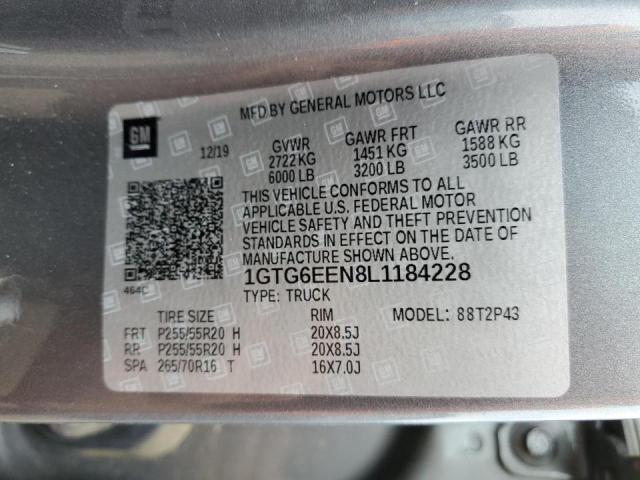 MFD BY GENERAL MOTORS LLC
GM
12/19
GVWR GAWR FRT GAWR RR
2722 KG 1451 KG 1588 KG
6000 LB 3200 LB 3500 LB
THIS VEHICLE CONFORMS TO ALL
APPLICABLE U.S. FEDERAL MOTOR
VEHICLE SAFETY AND THEFT PREVENTION
STANDARDS IN EFFECT ON THE DATE OF
MANUFACTURE SHOWN ABOVE.
464C
1GTG6EEN8L1184228
TYPE: TRUCK
TIRE SIZE RIM MODEL: 88T2P43
FRT P255/55R20 H 20X8.5J
RR P255/55R20 H 20X8.5J
SPA 265/70R16 T 16X7.0J